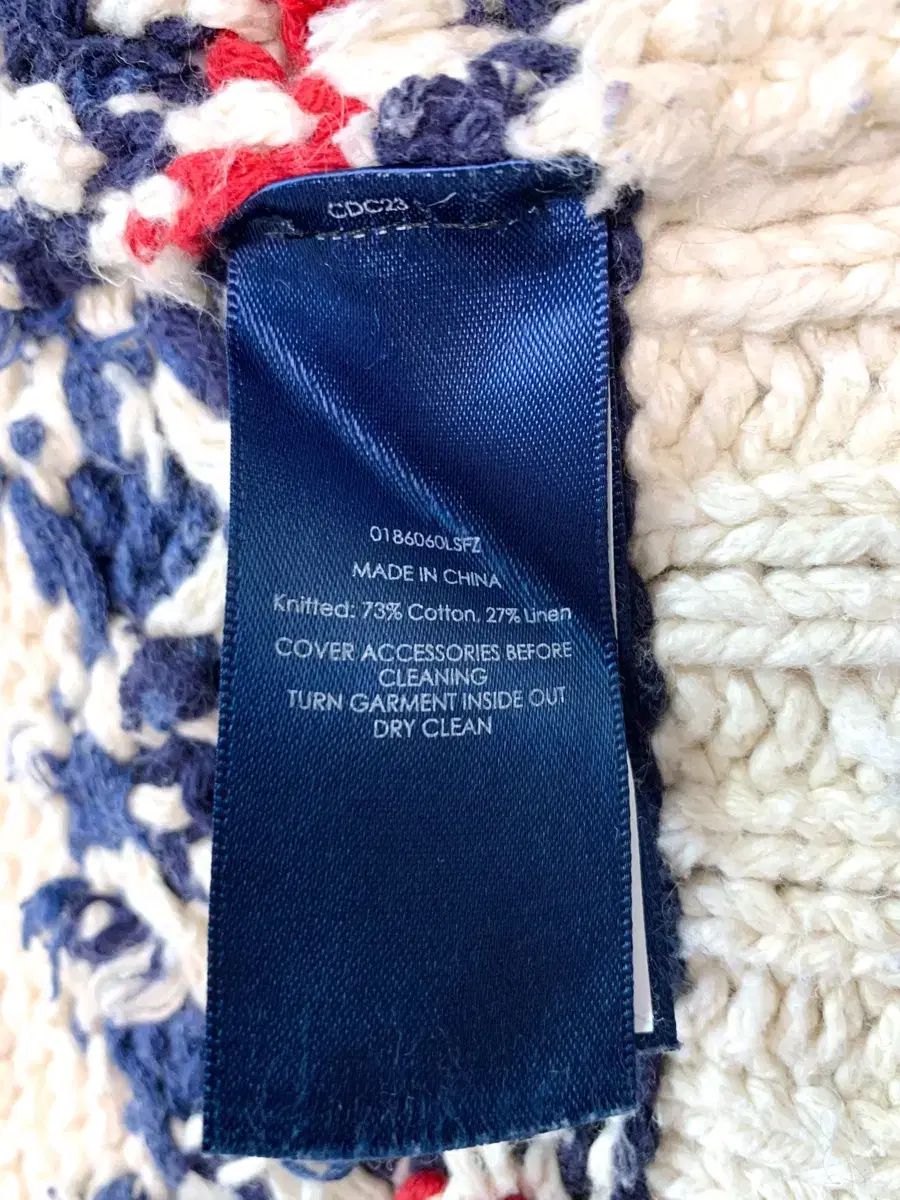 CDC23
0186060LSFZ
MADE IN CHINA
Knitted: 73% Cotton, 27% Linen
COVER ACCESSORIES BEFORE
CLEANING
TURN GARMENT INSIDE OUT
DRY CLEAN